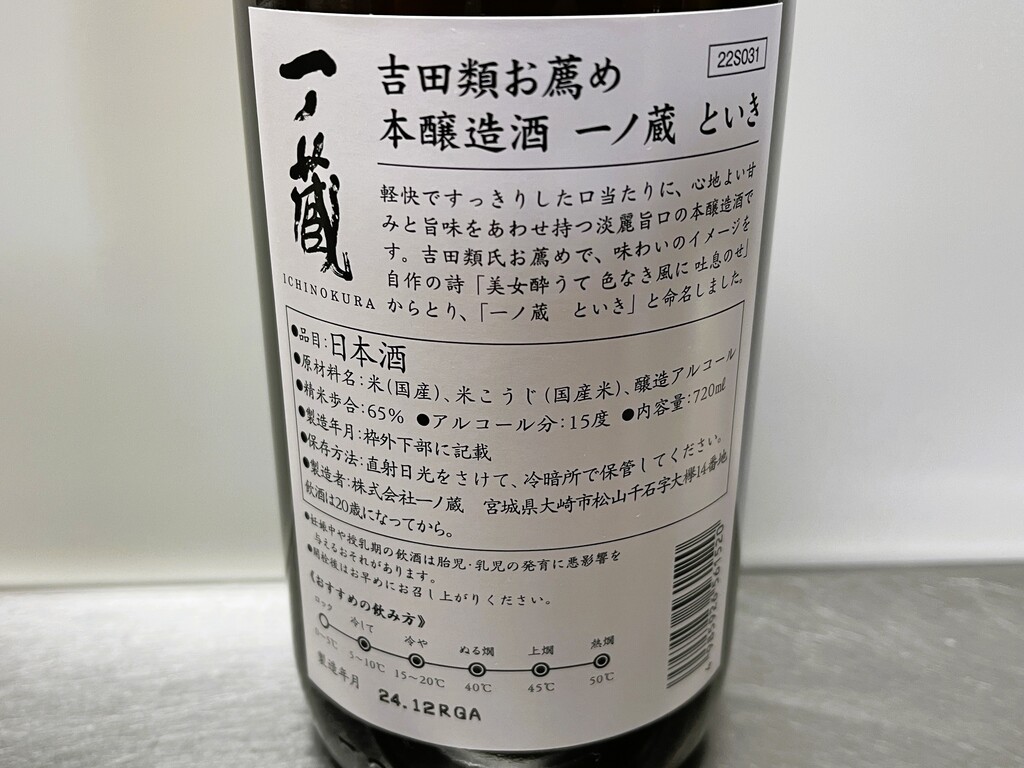 一ノ蔵
ICHINOKURA
22S031
吉田類お薦め
本醸造酒 一ノ蔵 といき
軽快ですっきりした口当たりに、心地よい甘
みと旨味をあわせ持つ淡麗旨口の本醸造酒で
す。吉田類氏お薦めで、味わいのイメージを
自作の詩「美女酔うて 色なき風に 吐息のせ」
からとり、「一ノ蔵 といき」と命名しました。
●品目:日本酒
●原材料名:米(国産)、米こうじ(国産米)、醸造アルコール
●精米歩合:65% ●アルコール分:15度 ●内容量:720ml
●製造年月:枠外下部に記載
●保存方法:直射日光をさけて、冷暗所で保管してください。
●製造者:株式会社一ノ蔵 宮城県大崎市松山千石字大欅14番地
飲酒は20歳になってから。
●妊娠中や授乳期の飲酒は胎児・乳児の発育に悪影響を
与えるおそれがあります。
●開栓後はお早めにお召し上がりください。
《おすすめの飲み方》
ロック 冷して 冷や ぬる燗 上燗 熱燗
0~5℃ 5~10℃ 15~20℃ 40℃ 45℃ 50℃
製造年月 24.12RGA